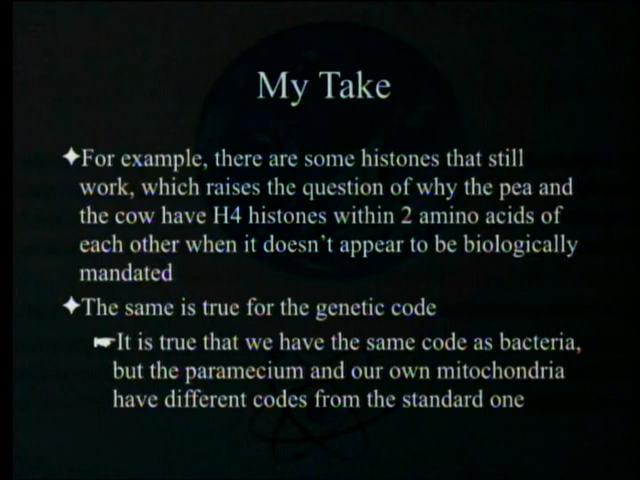 My Take
For example, there are some histones that still
work, which raises the question of why the pea and
the cow have H4 histones within 2 amino acids of
each other when it doesn't appear to be biologically
mandated
The same is true for the genetic code
It is true that we have the same code as bacteria,
but the paramecium and our own mitochondria
have different codes from the standard one